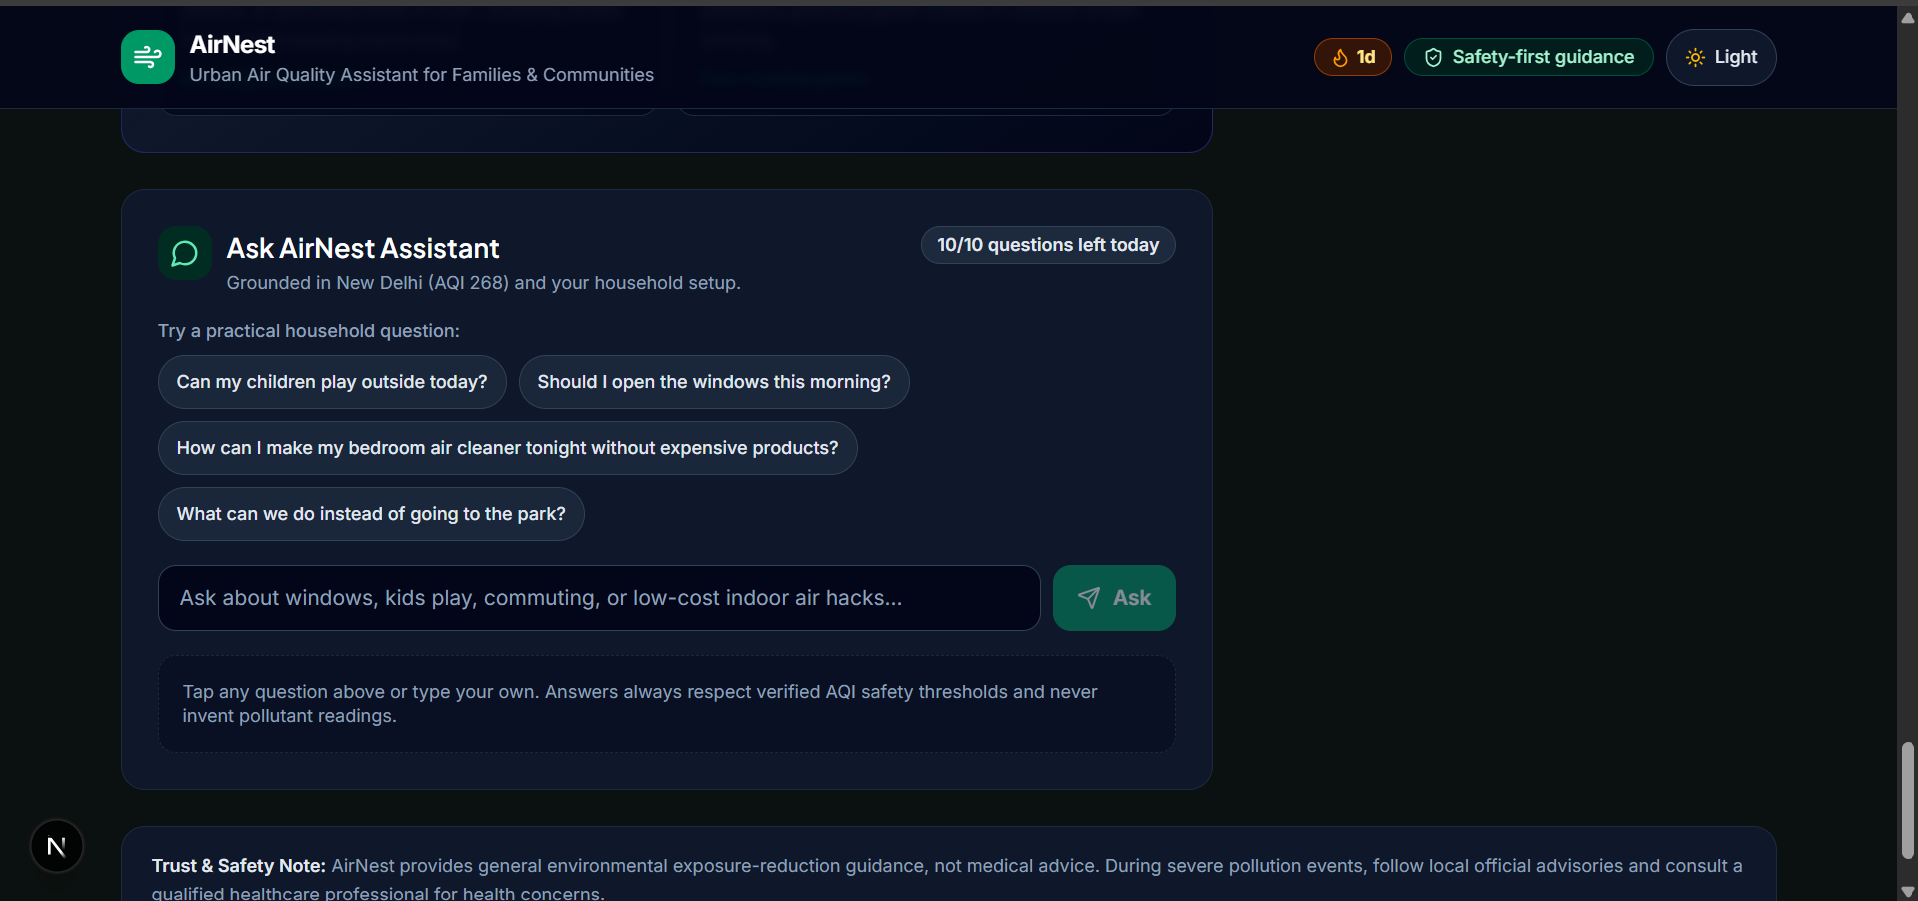 AirNest
Urban Air Quality Assistant for Families & Communities
1d
Safety-first guidance
Light
Ask AirNest Assistant
Grounded in New Delhi (AQI 268) and your household setup.
10/10 questions left today
Try a practical household question:
Can my children play outside today?
Should I open the windows this morning?
How can I make my bedroom air cleaner tonight without expensive products?
What can we do instead of going to the park?
Ask about windows, kids play, commuting, or low-cost indoor air hacks...
Ask
Tap any question above or type your own. Answers always respect verified AQI safety thresholds and never
invent pollutant readings.
N
Trust & Safety Note: AirNest provides general environmental exposure-reduction guidance, not medical advice. During severe pollution events, follow local official advisories and consult a
qualified healthcare professional for health concerns.